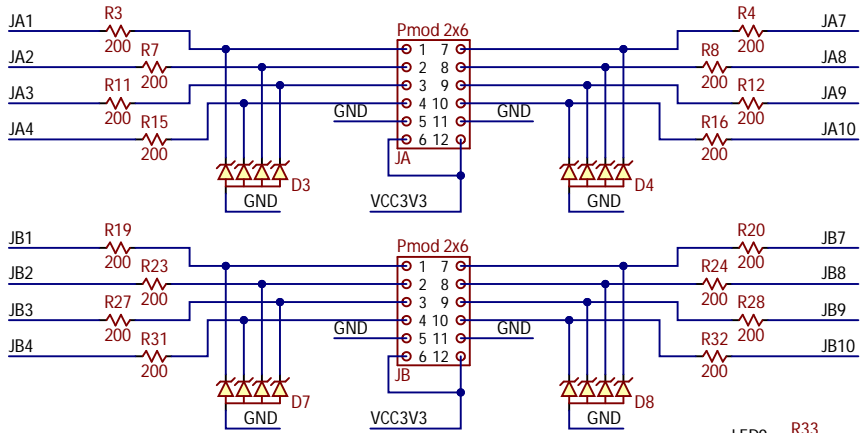 JA1 R3 200 Pmod 2x6 R4 200 JA7
JA2 R7 200 1 7 R8 200 JA8
JA3 R11 200 2 8 R12 200 JA9
JA4 R15 200 3 9 R16 200 JA10
4 10
GND 5 11 GND
6 12
JA
D3 D4
GND VCC3V3 GND
JB1 R19 200 Pmod 2x6 R20 200 JB7
JB2 R23 200 1 7 R24 200 JB8
JB3 R27 200 2 8 R28 200 JB9
JB4 R31 200 3 9 R32 200 JB10
4 10
GND 5 11 GND
6 12
JB
D7 D8
GND VCC3V3 GND
R33